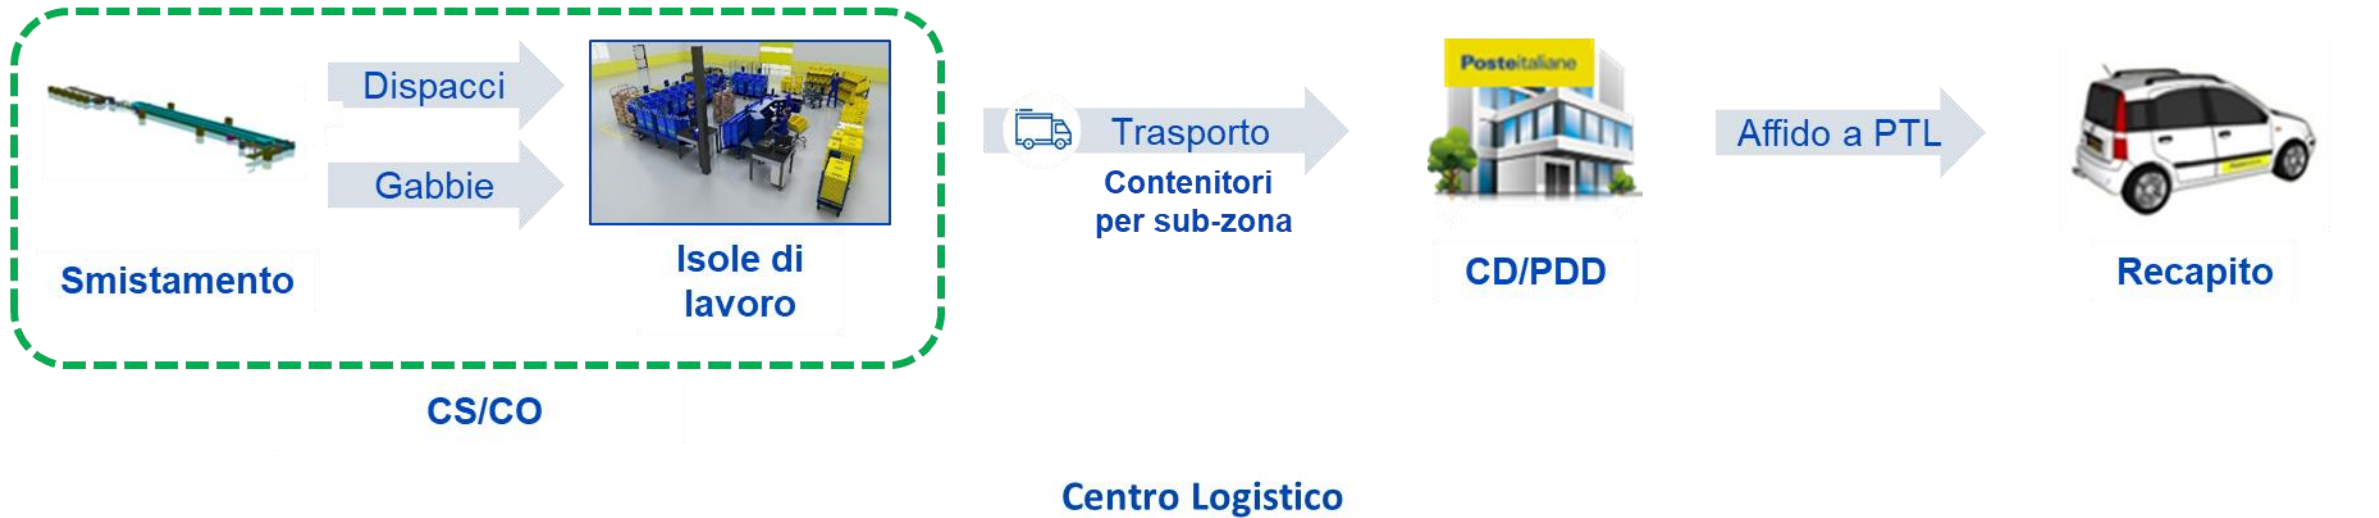 Dispacci
Gabbie
Smistamento
Isole di
lavoro
CS/CO
Trasporto
Contenitori
per sub-zona
Posteitaliane
CD/PDD
Affido a PTL
Recapito
Centro Logistico